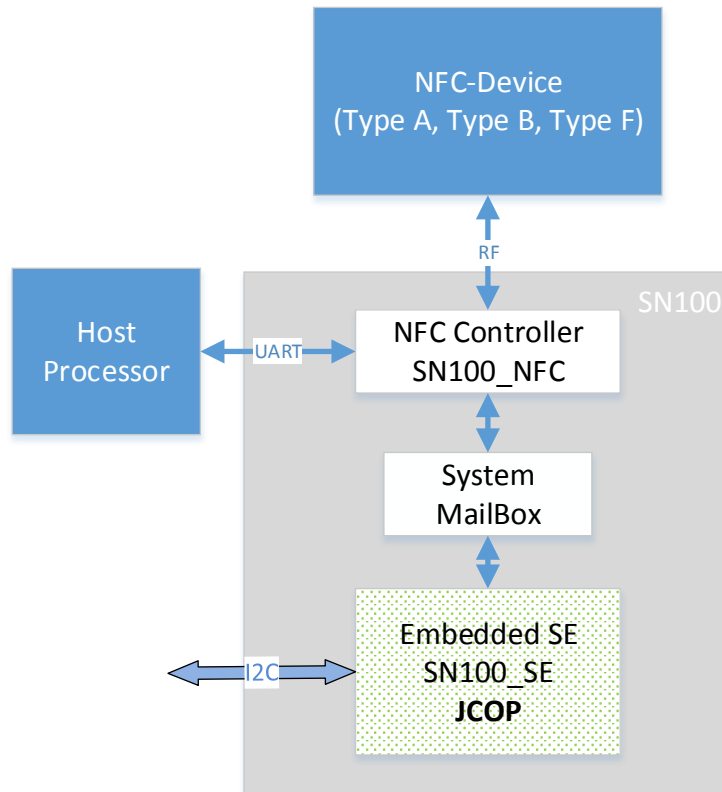 NFC-Device
(Type A, Type B, Type F)
RF
SN100
Host
Processor
UART
NFC Controller
SN100_NFC
System
MailBox
Embedded SE
SN100_SE
JCOP
I2C